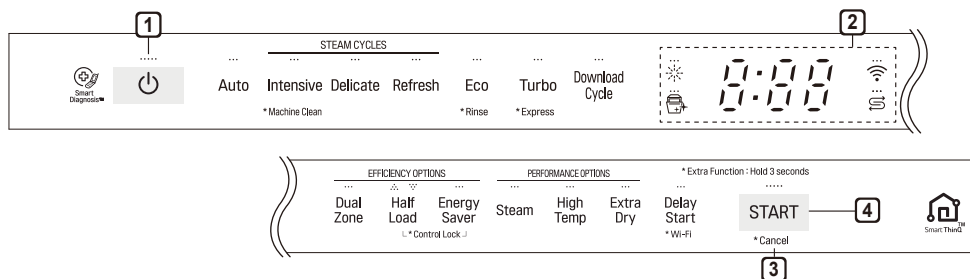 1
2
STEAM CYCLES
Smart
Diagnosis™
Auto Intensive Delicate Refresh Eco Turbo Download
Cycle
8:88
*Machine Clean *Rinse *Express
EFFICIENCY OPTIONS PERFORMANCE OPTIONS *Extra Function : Hold 3 seconds
Dual Half Energy Steam High Extra Delay
Zone Load Saver Temp Dry Start
START
4
*Control Lock *Wi-Fi *Cancel
Smart ThinQ™
3